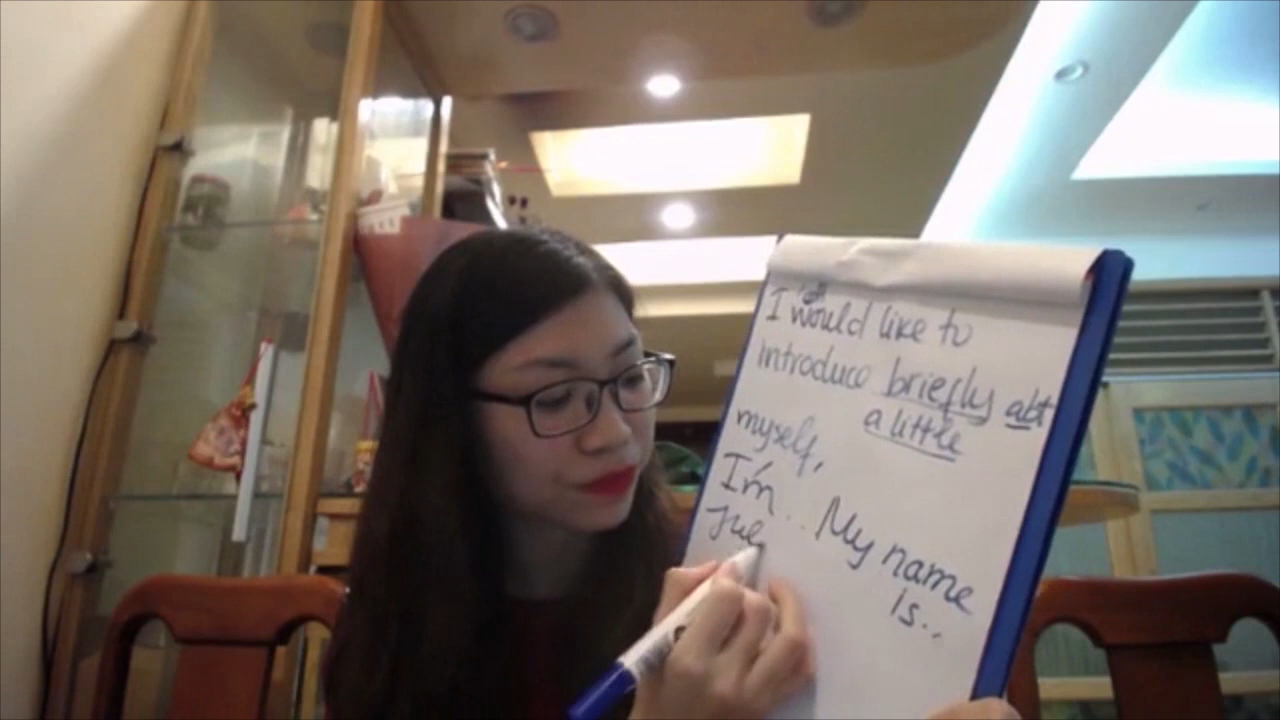 I would like to
introduce briefly abt
a little
myself,
I'm.. My name
is..